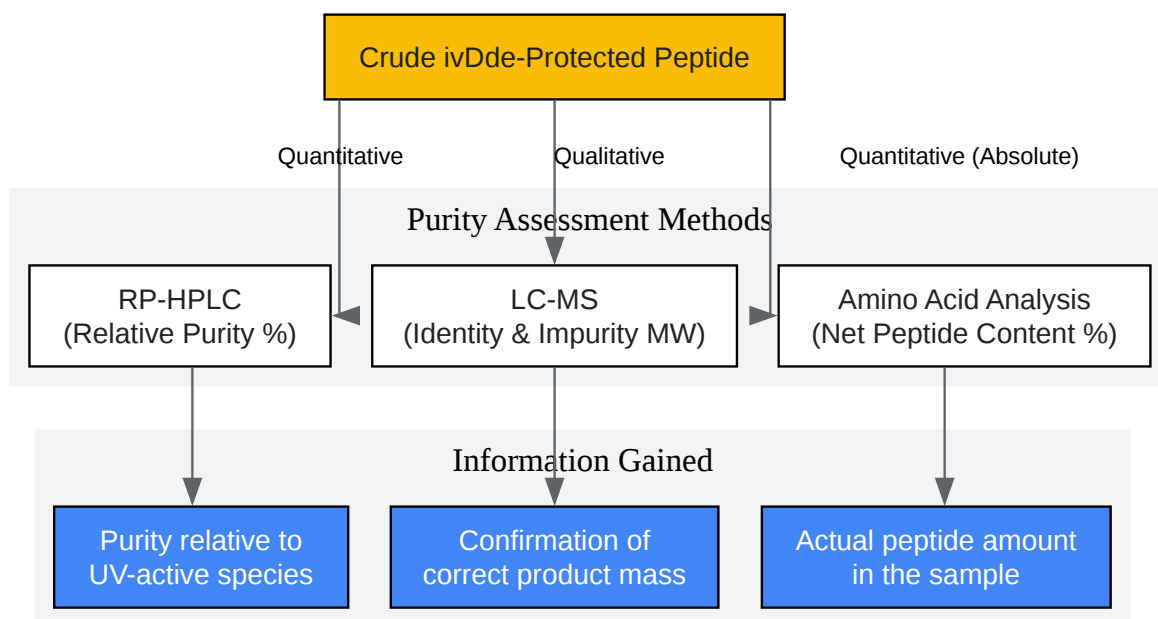 Crude ivDde-Protected Peptide
Quantitative
Qualitative
Quantitative (Absolute)
Purity Assessment Methods
RP-HPLC
(Relative Purity %)
LC-MS
(Identity & Impurity MW)
Amino Acid Analysis
(Net Peptide Content %)
Information Gained
Purity relative to
UV-active species
Confirmation of
correct product mass
Actual peptide amount
in the sample